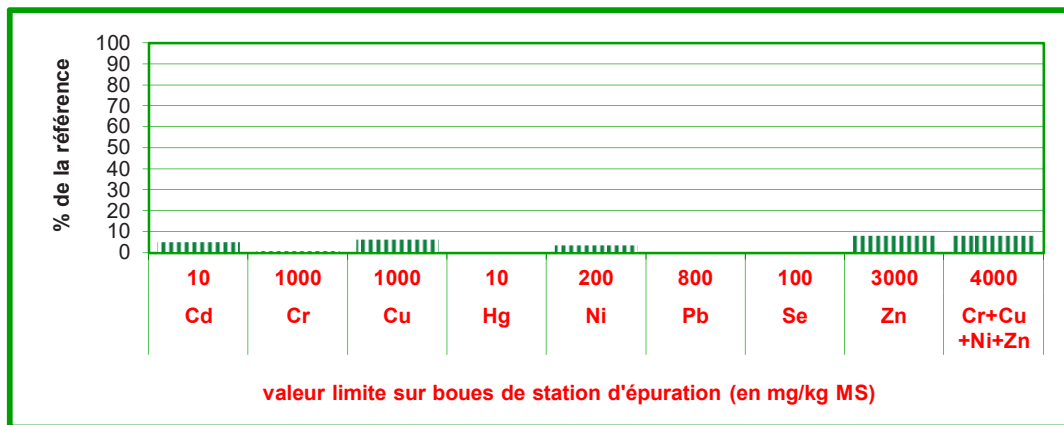 % de la référence
100
90
80
70
60
50
40
30
20
10
0
10 1000 1000 10 200 800 100 3000 4000
Cd Cr Cu Hg Ni Pb Se Zn Cr+Cu
+Ni+Zn
valeur limite sur boues de station d'épuration (en mg/kg MS)